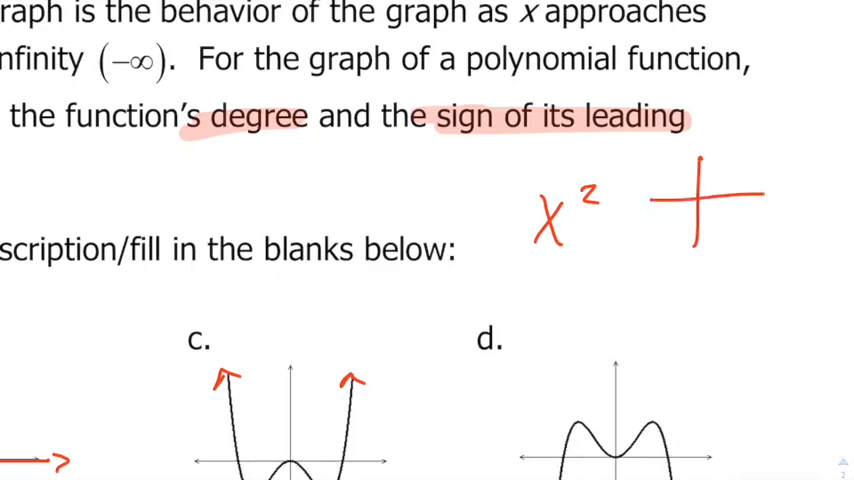 raph is the behavior of the graph as x approaches
nfinity (−∞). For the graph of a polynomial function,
the function's degree and the sign of its leading
x²
scription/fill in the blanks below:
c. d.
2